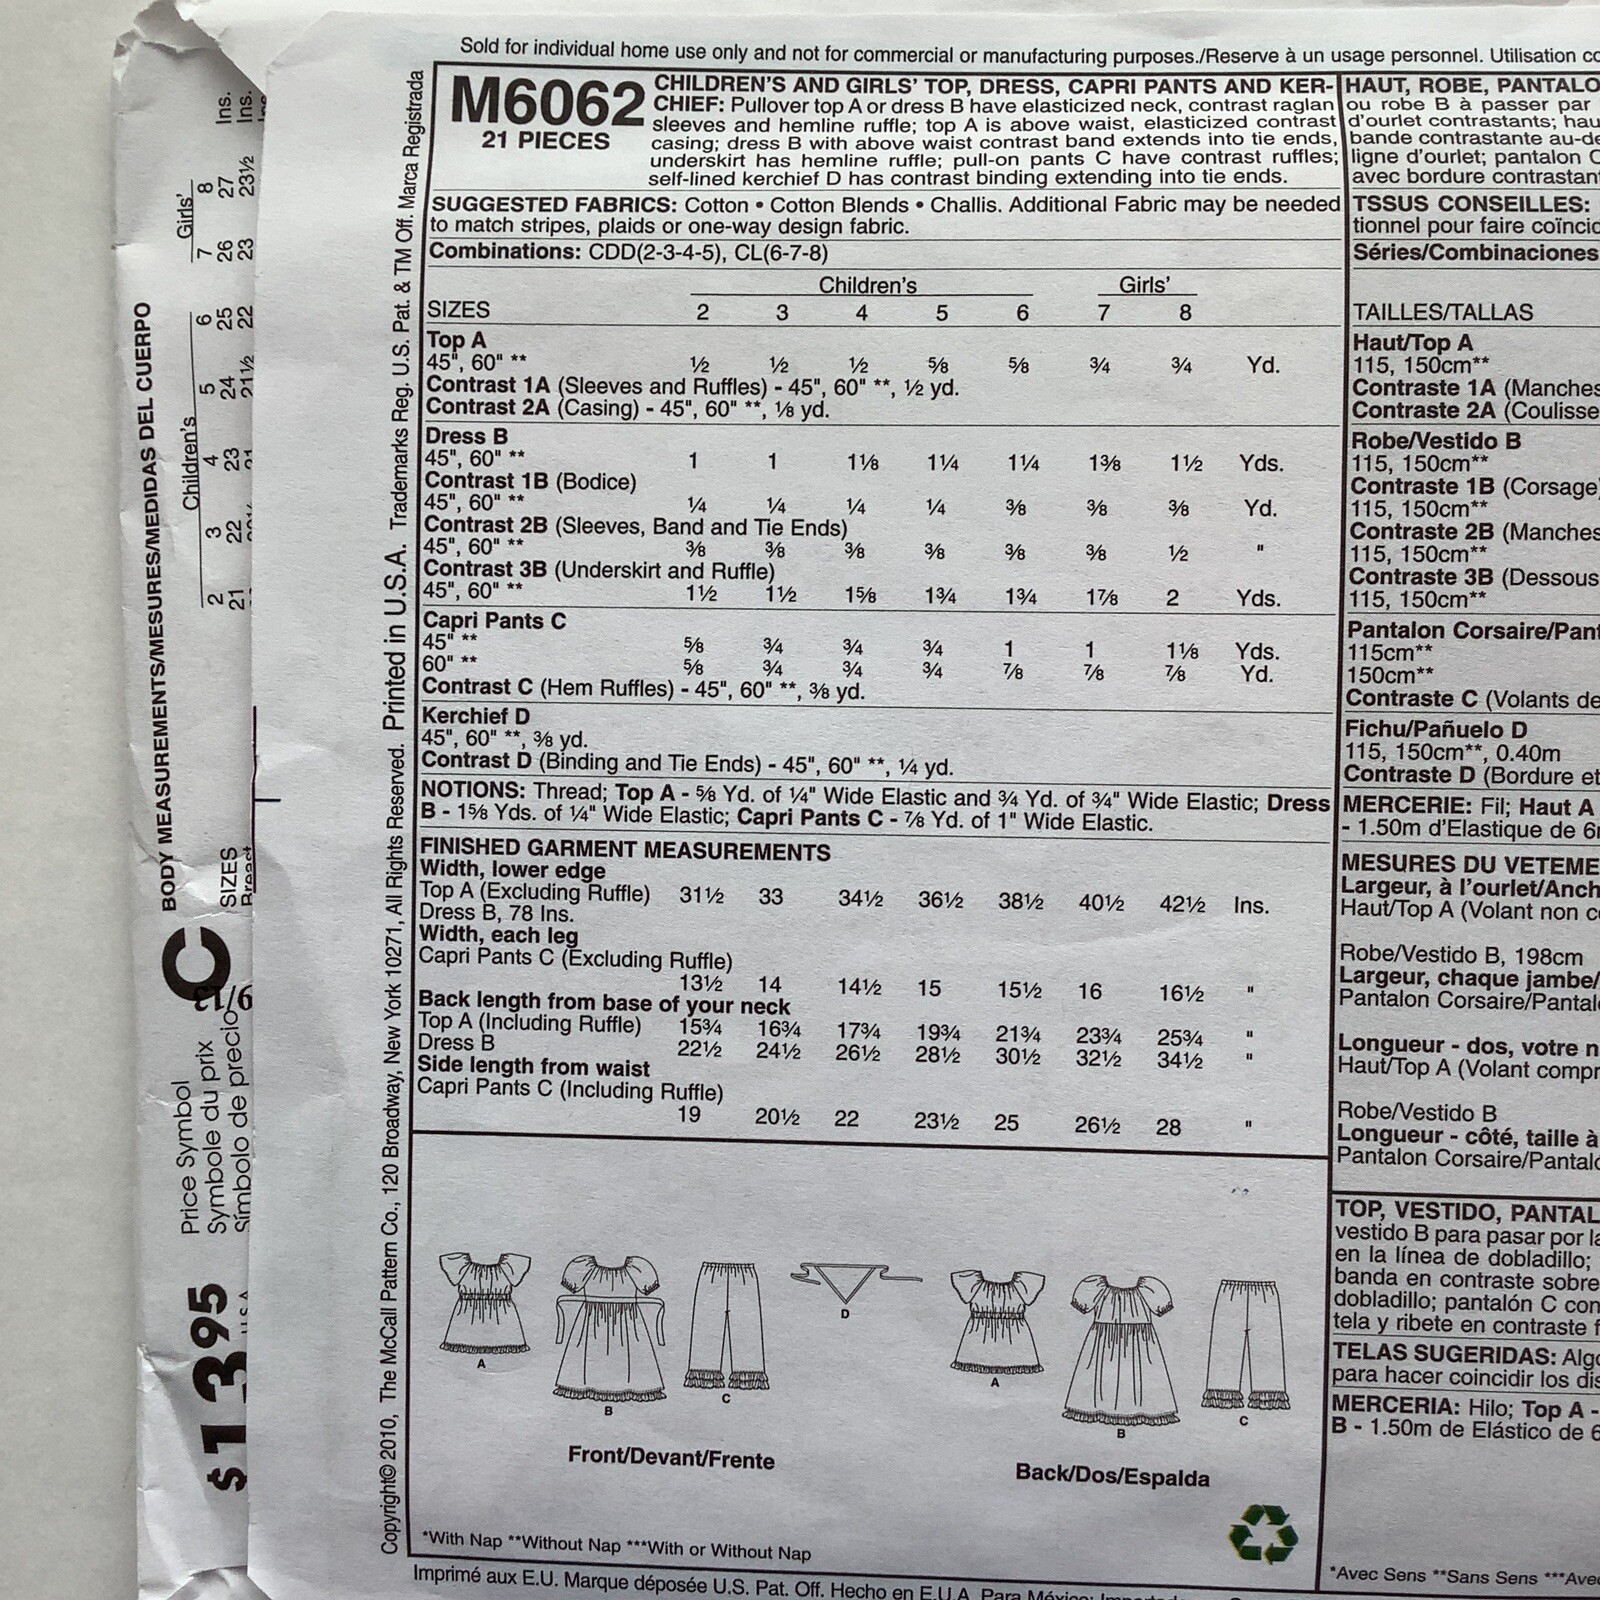 Sold for individual home use only and not for commercial or manufacturing purposes./Reserve à un usage personnel. Utilisation
M6062
21 PIECES
CHILDREN'S AND GIRLS' TOP, DRESS, CAPRI PANTS AND KER-
CHIEF: Pullover top A or dress B have elasticized neck, contrast raglan
sleeves and hemline ruffle; top A is above waist, elasticized contrast
casing; dress B with above waist contrast band extends into tie ends,
underskirt has hemline ruffle; pull-on pants C have contrast ruffles;
self-lined kerchief D has contrast binding extending into tie ends.
SUGGESTED FABRICS: Cotton • Cotton Blends • Challis. Additional Fabric may be needed
to match stripes, plaids or one-way design fabric.
Combinations: CDD(2-3-4-5), CL(6-7-8)
Children's Girls'
SIZES 2 3 4 5 6 7 8
Top A
45", 60" ** ½ ½ ½ ⅝ ⅝ ¾ ¾ Yd.
Contrast 1A (Sleeves and Ruffles) - 45", 60" **, ½ yd.
Contrast 2A (Casing) - 45", 60" **, ⅛ yd.
Dress B
45", 60" ** 1 1 1⅛ 1¼ 1¼ 1⅜ 1½ Yds.
Contrast 1B (Bodice)
45", 60" ** ¼ ¼ ¼ ¼ ⅜ ⅜ ⅜ Yd.
Contrast 2B (Sleeves, Band and Tie Ends)
45", 60" ** ⅜ ⅜ ⅜ ⅜ ⅜ ⅜ ½ "
Contrast 3B (Underskirt and Ruffle)
45", 60" ** 1½ 1½ 1⅝ 1¾ 1¾ 1⅞ 2 Yds.
Capri Pants C
45" ** ⅝ ¾ ¾ ¾ 1 1 1⅛ Yds.
60" ** ⅝ ¾ ¾ ¾ ⅞ ⅞ ⅞ Yd.
Contrast C (Hem Ruffles) - 45", 60" **, ⅜ yd.
Kerchief D
45", 60" **, ⅜ yd.
Contrast D (Binding and Tie Ends) - 45", 60" **, ¼ yd.
NOTIONS: Thread; Top A - ⅝ Yd. of ¼" Wide Elastic and ¾ Yd. of ¾" Wide Elastic; Dress
B - 1⅝ Yds. of ¼" Wide Elastic; Capri Pants C - ⅞ Yd. of 1" Wide Elastic.
FINISHED GARMENT MEASUREMENTS
Width, lower edge
Top A (Excluding Ruffle) 31½ 33 34½ 36½ 38½ 40½ 42½ Ins.
Dress B, 78 Ins.
Width, each leg
Capri Pants C (Excluding Ruffle)
13½ 14 14½ 15 15½ 16 16½ "
Back length from base of your neck
Top A (Including Ruffle) 15¾ 16¾ 17¾ 19¾ 21¾ 23¾ 25¾ "
Dress B 22½ 24½ 26½ 28½ 30½ 32½ 34½ "
Side length from waist
Capri Pants C (Including Ruffle)
19 20½ 22 23½ 25 26½ 28 "
A
B
C
D
A
B
C
Front/Devant/Frente
Back/Dos/Espalda
*With Nap **Without Nap ***With or Without Nap
Imprimé aux E.U. Marque déposée U.S. Pat. Off. Hecho en E.U.A. Para México:
HAUT, ROBE,
ou robe B à passer par
d'ourlet contrastants;
bande contrastante
ligne d'ourlet; pantalon
avec bordure
TSSUS CONSEILLES:
tionnel pour faire
Séries/Combinaciones
TAILLES/TALLAS
Haut/Top A
115, 150cm**
Contraste 1A (Manches
Contraste 2A (Coulisse
Robe/Vestido B
115, 150cm**
Contraste 1B (Corsage)
115, 150cm**
Contraste 2B (Manches
115, 150cm**
Contraste 3B (Dessous
115, 150cm**
Pantalon Corsaire/
115cm**
150cm**
Contraste C (Volants de
Fichu/Pañuelo D
115, 150cm**, 0.40m
Contraste D (Bordure et
MERCERIE: Fil; Haut A
- 1.50m d'Elastique de
MESURES DU
Largeur, à l'ourlet/
Haut/Top A (Volant non
Robe/Vestido B, 198cm
Largeur, chaque jambe/
Pantalon Corsaire/
Longueur - dos, votre
Haut/Top A (Volant
Robe/Vestido B
Longueur - côté, taille à
Pantalon Corsaire/
TOP, VESTIDO,
vestido B para pasar por
en la línea de dobladillo;
banda en contraste sobre
dobladillo; pantalón C
tela y ribete en contraste
TELAS SUGERIDAS:
para hacer coincidir los
MERCERIA: Hilo; Top A -
B - 1.50m de Elástico de
*Avec Sens **Sans Sens
Copyright© 2010, The McCall Pattern Co., 120 Broadway, New York 10271, All Rights Reserved. Printed in U.S.A. Trademarks Reg. U.S. Pat. & TM Off. Marca Registrada
BODY MEASUREMENTS/MESURES/MEDIDAS DEL CUERPO
Children's Girls'
SIZES 2 3 4 5 6 7 8
Breast 21 22 23 24 25 26 27 Ins.
21 21½ 22 23 23½ Ins.
C
9/13
Price Symbol
Symbole du prix
Símbolo de precio
$13.95